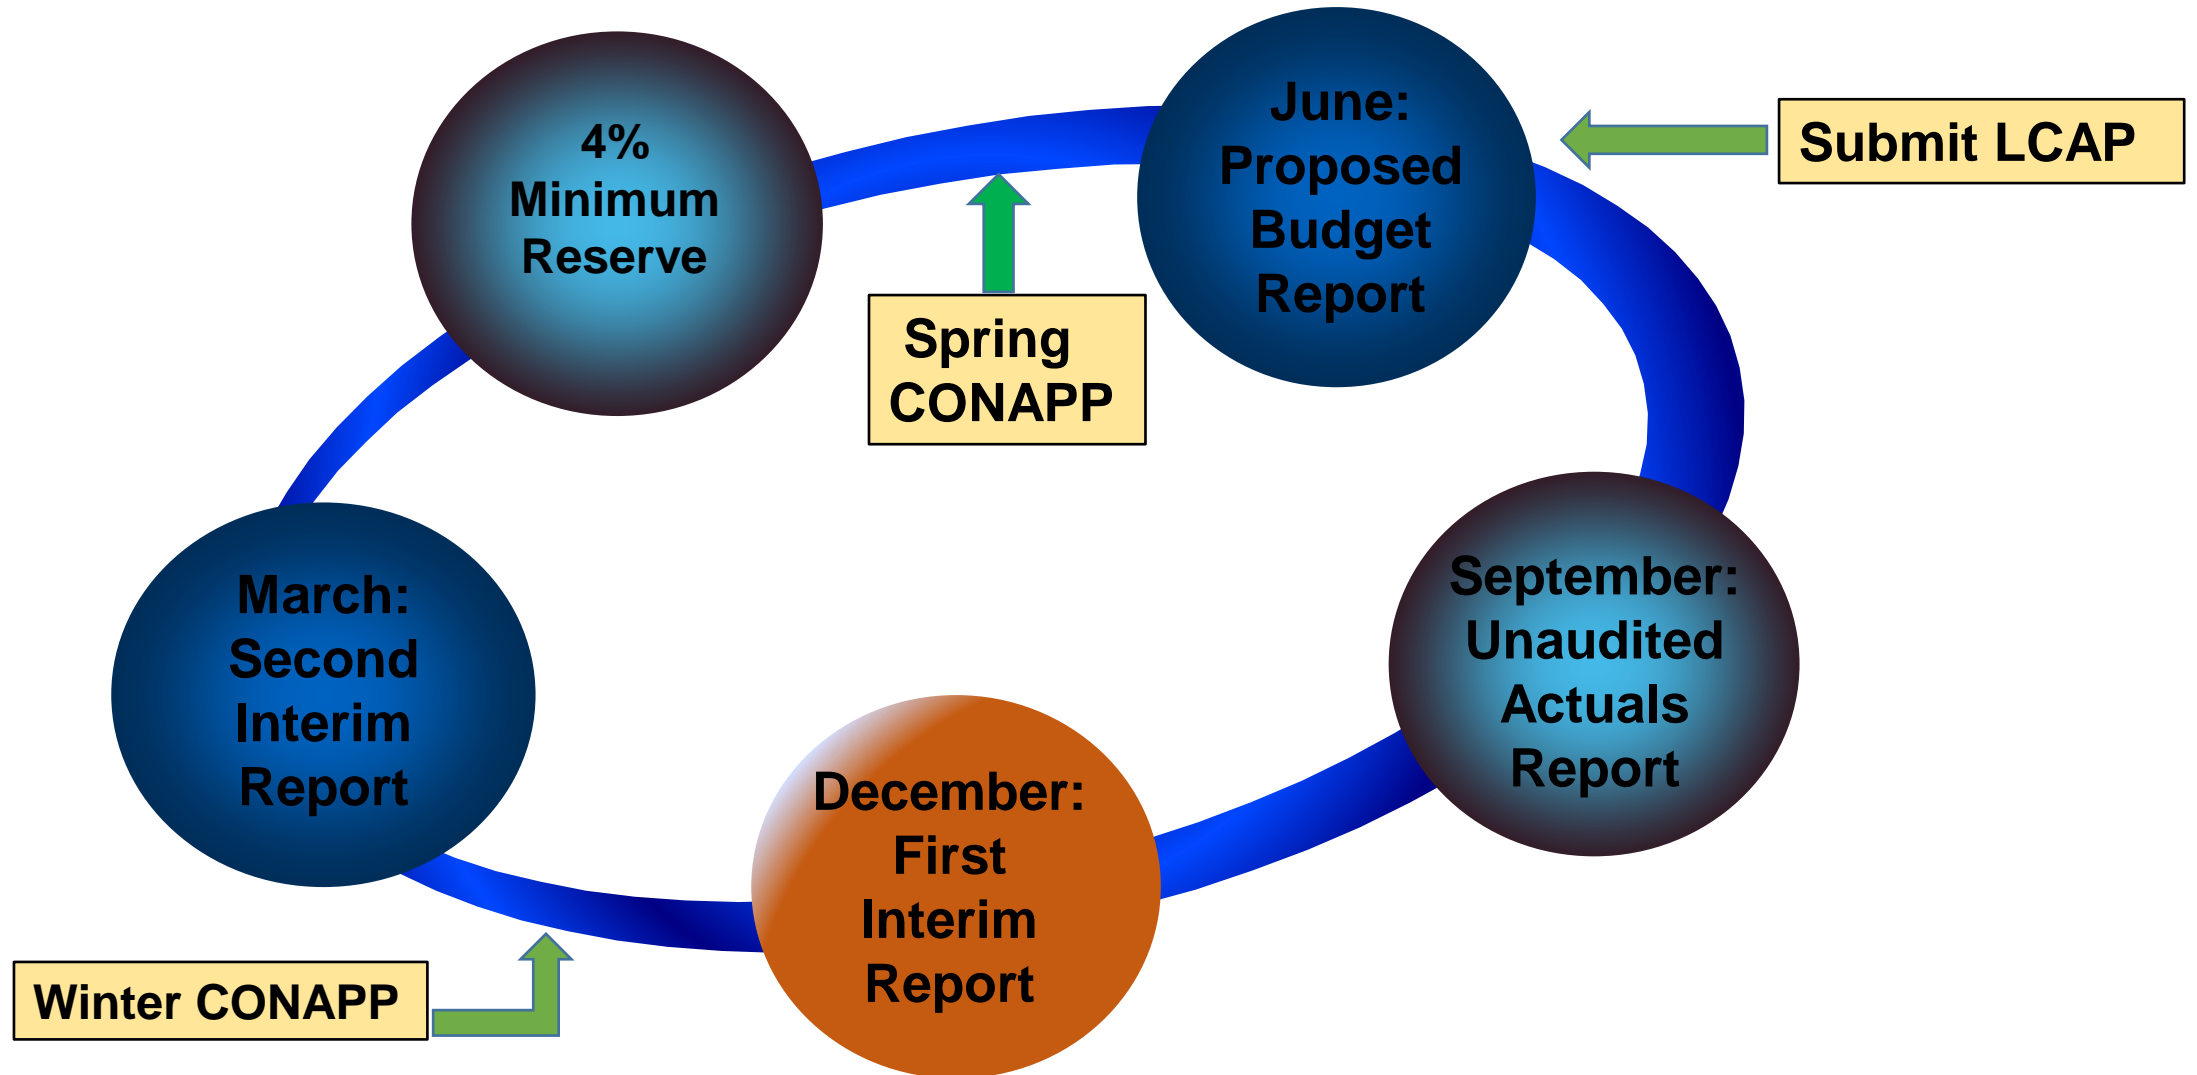 4%
Minimum
Reserve
June:
Proposed
Budget
Report
Submit LCAP
Spring
CONAPP
September:
Unaudited
Actuals
Report
March:
Second
Interim
Report
December:
First
Interim
Report
Winter CONAPP